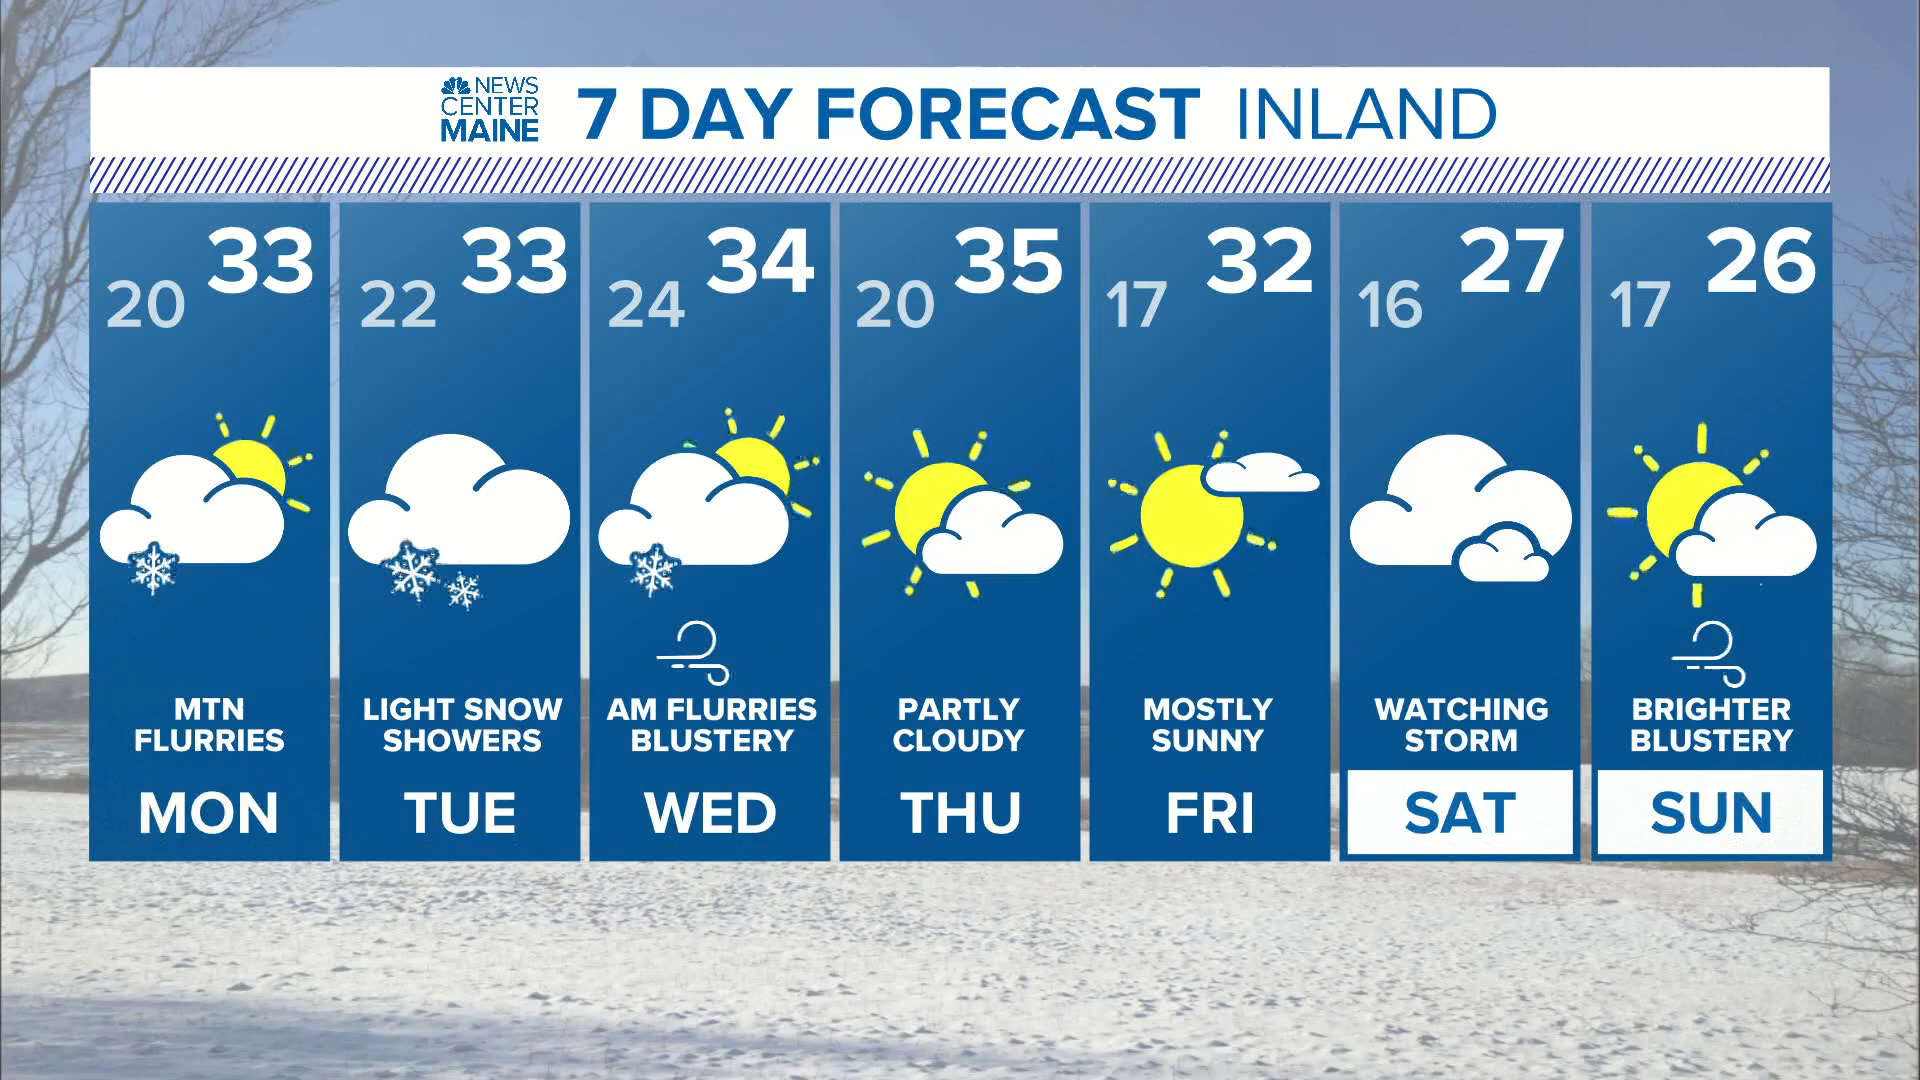 NEWS
CENTER
MAINE
7 DAY FORECAST INLAND
20 33
22 33
24 34
20 35
17 32
16 27
17 26
MTN
FLURRIES
LIGHT SNOW
SHOWERS
AM FLURRIES
BLUSTERY
PARTLY
CLOUDY
MOSTLY
SUNNY
WATCHING
STORM
BRIGHTER
BLUSTERY
MON
TUE
WED
THU
FRI
SAT
SUN